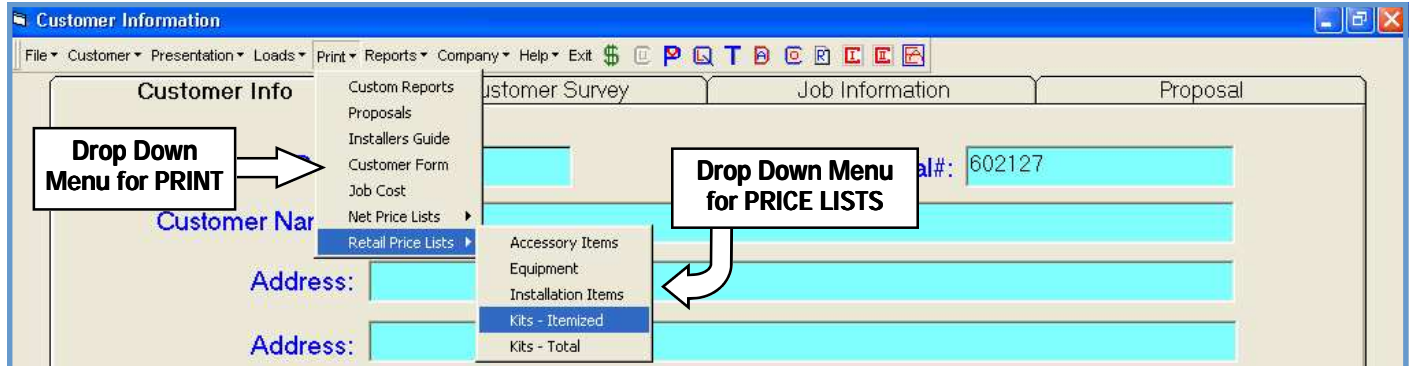 Customer Information
File Customer Presentation Loads Print Reports Company Help Exit $ P T
Customer Info ustomer Survey Job Information Proposal
Custom Reports
Proposals
Installers Guide
Customer Form
Job Cost
Net Price Lists
Retail Price Lists
Drop Down
Menu for PRINT
Drop Down Menu
for PRICE LISTS
al#: 602127
Customer Nar
Accessory Items
Equipment
Installation Items
Kits - Itemized
Kits - Total
Address:
Address: